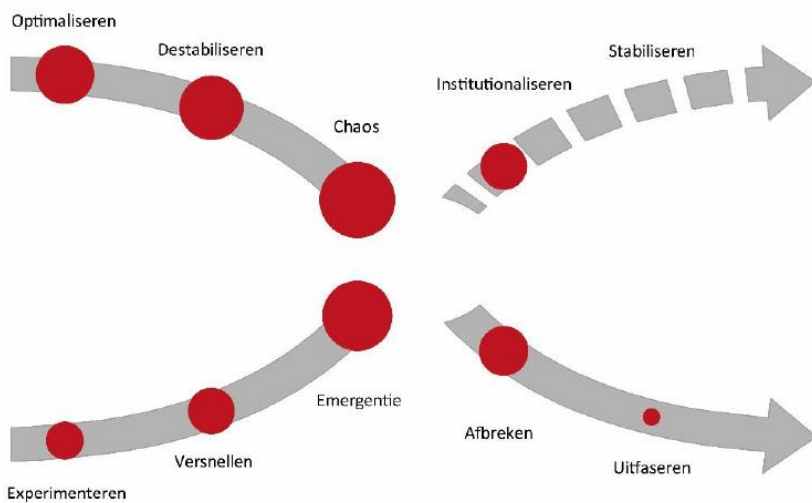 Optimaliseren
Destabiliseren
Chaos
Institutionaliseren
Stabiliseren
Experimenteren
Versnellen
Emergentie
Afbreken
Uitfaseren